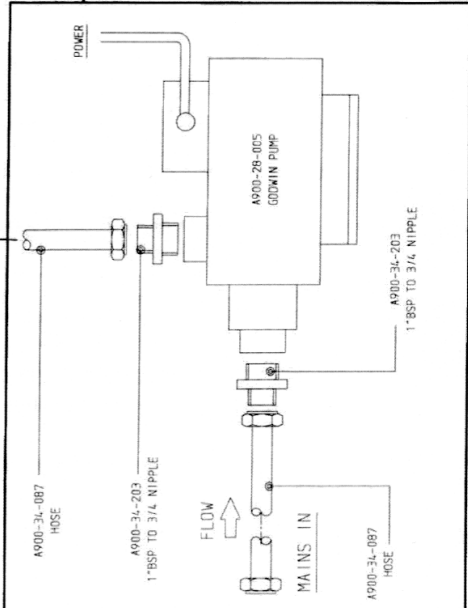 POWER
A900-28-005
GODWIN PUMP
A900-34-087
HOSE
A900-34-203
1"BSP TO 3/4 NIPPLE
A900-34-203
1"BSP TO 3/4 NIPPLE
FLOW
MAINS IN
A900-34-087
HOSE